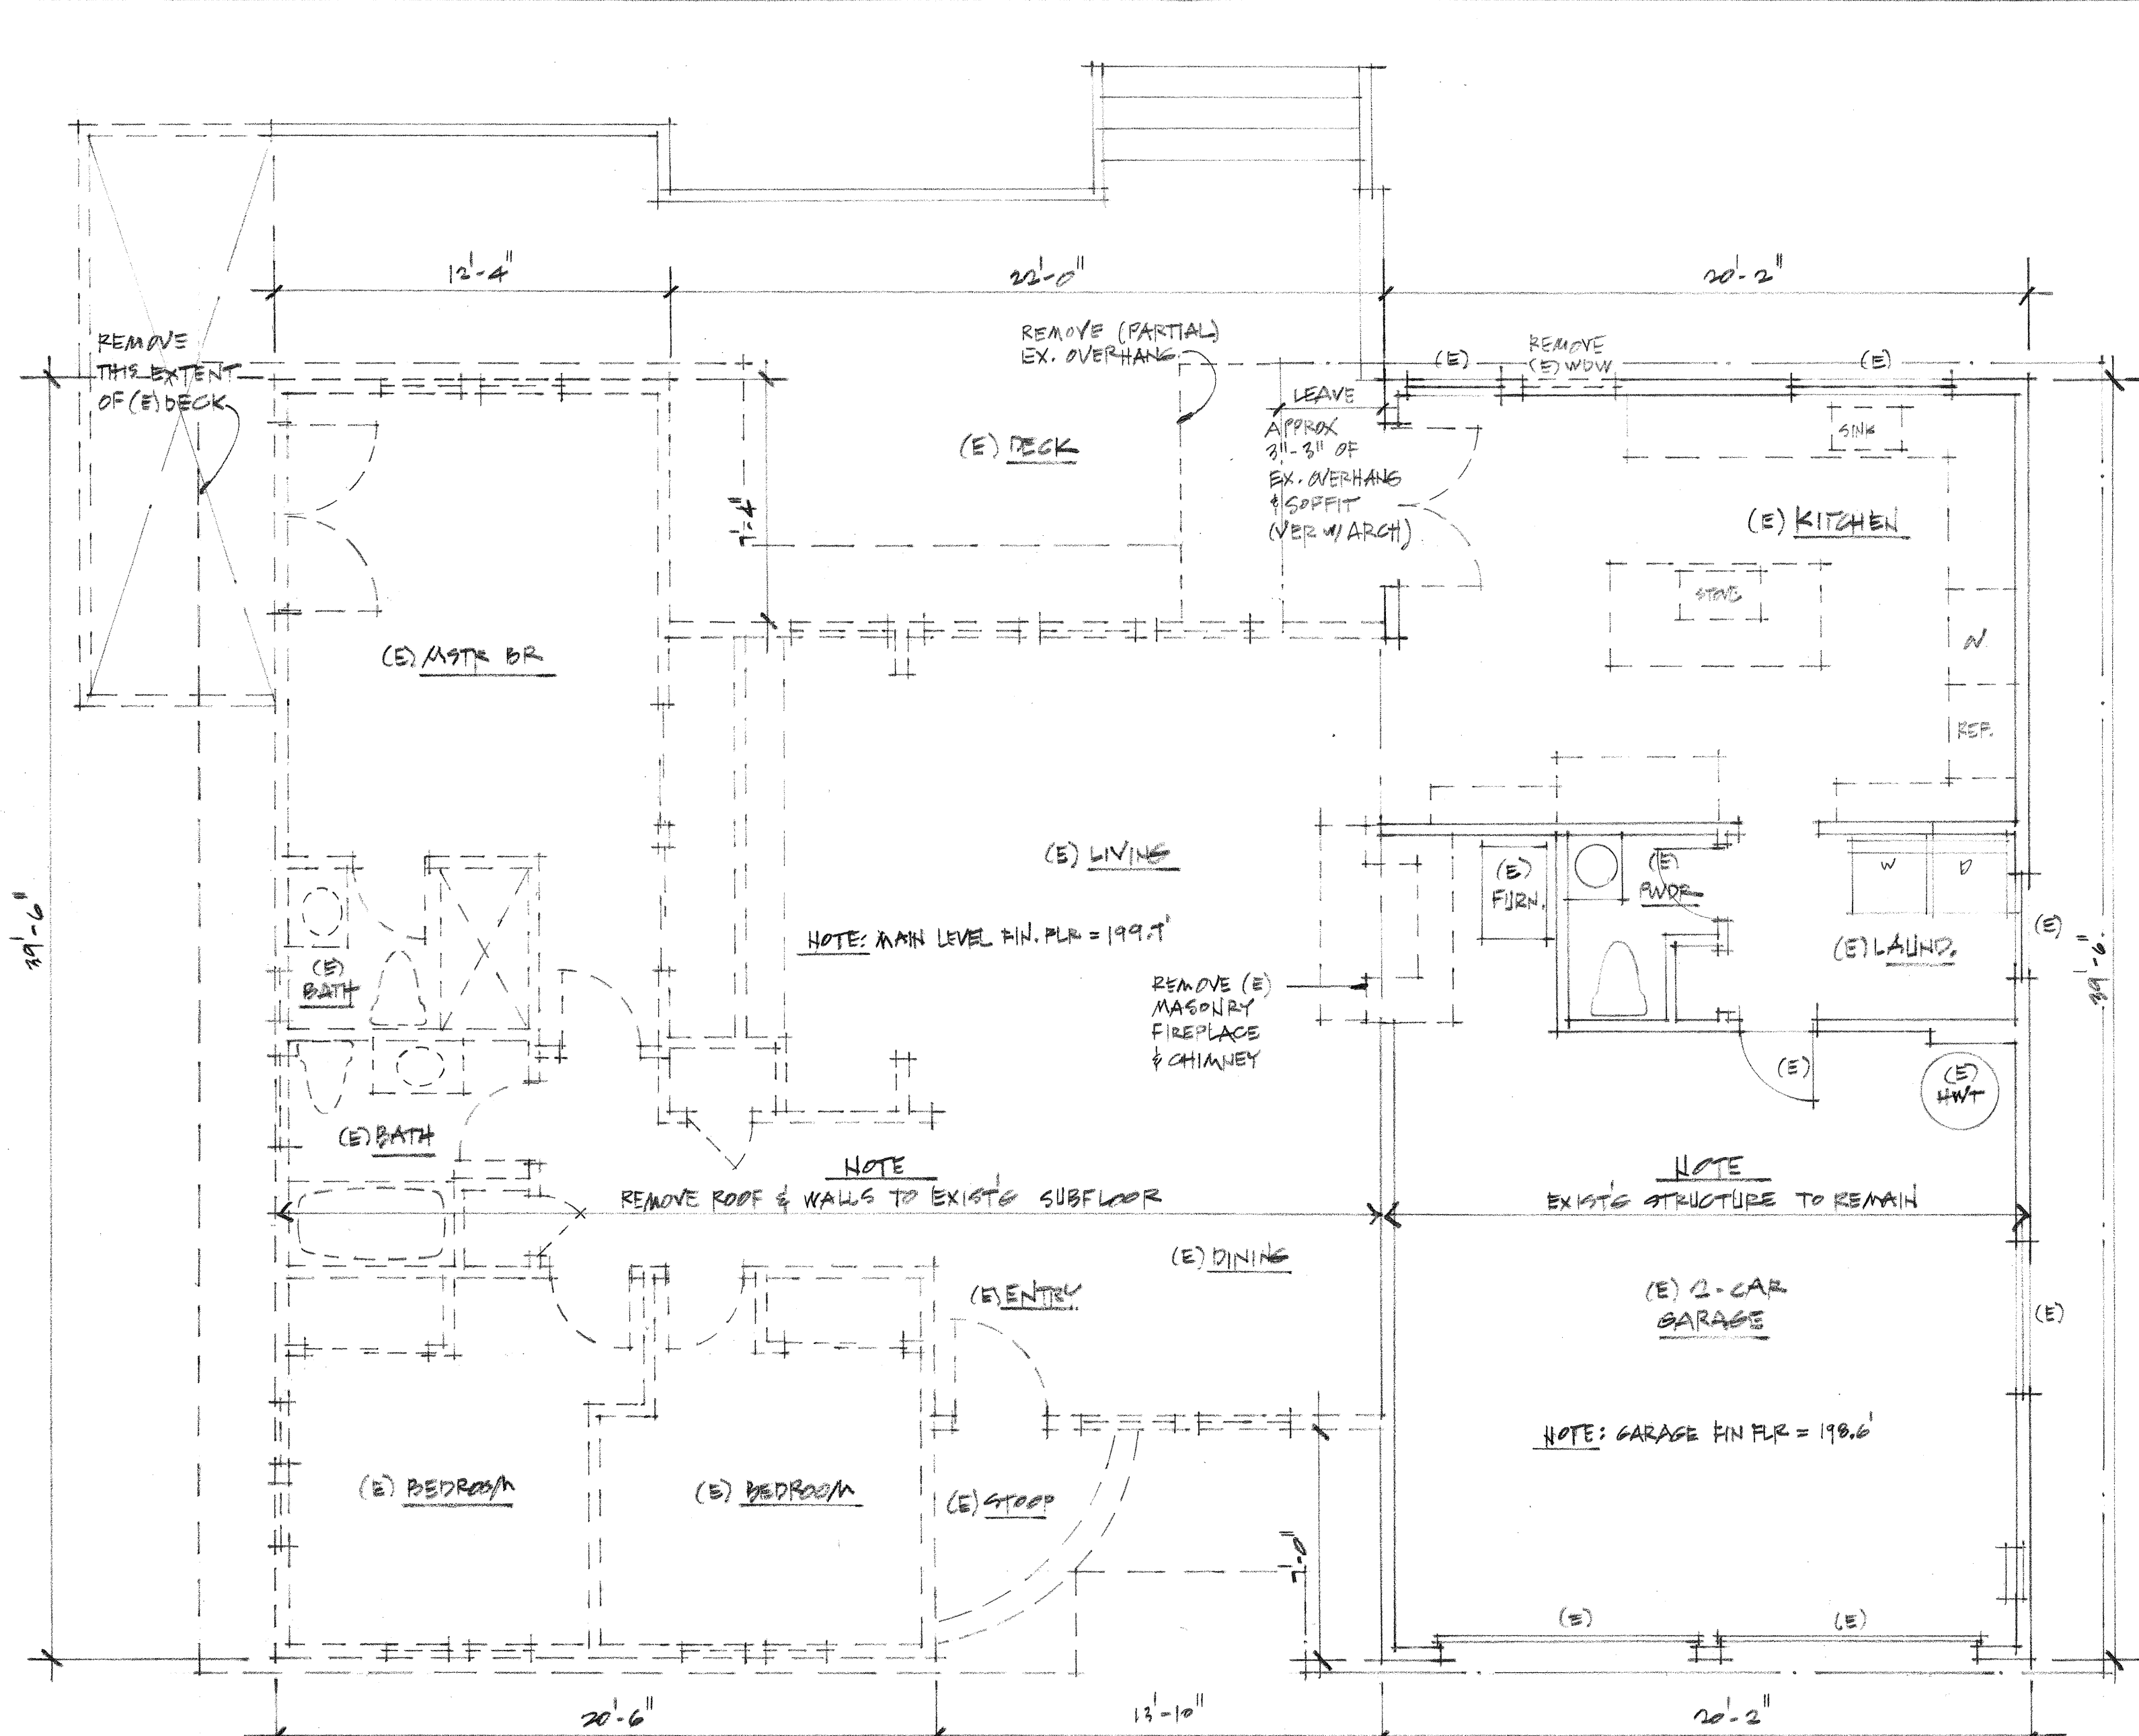 12'-4"
22'-0"
20'-2"
REMOVE
THIS EXTENT
OF (E) DECK
REMOVE (PARTIAL)
EX. OVERHANG
(E)
REMOVE
(E) WDW
(E)
LEAVE
APPROX
3"-3" OF
EX. OVERHANG
& SOFFIT
(VER W/ ARCH)
(E) DECK
7'-4"
SINK
(E) KITCHEN
STOVE
REF.
(E) MSTR BR
(E) LIVING
NOTE: MAIN LEVEL FIN. FLR = 199.7'
39'-6"
(E)
BATH
(E)
FURN.
(E)
PWDR
W
D
(E) LAUND.
(E)
39'-6"
REMOVE (E)
MASONRY
FIREPLACE
& CHIMNEY
(E)
(E)
HWT
(E) BATH
NOTE
REMOVE ROOF & WALLS TO EXIST'G SUBFLOOR
NOTE
EXIST'G STRUCTURE TO REMAIN
(E) DINING
(E) ENTRY
(E) 2-CAR
GARAGE
(E)
NOTE: GARAGE FIN FLR = 198.6'
(E) BEDROOM
(E) BEDROOM
(E) STOOP
7'-0"
(E)
(E)
20'-6"
13'-10"
20'-2"